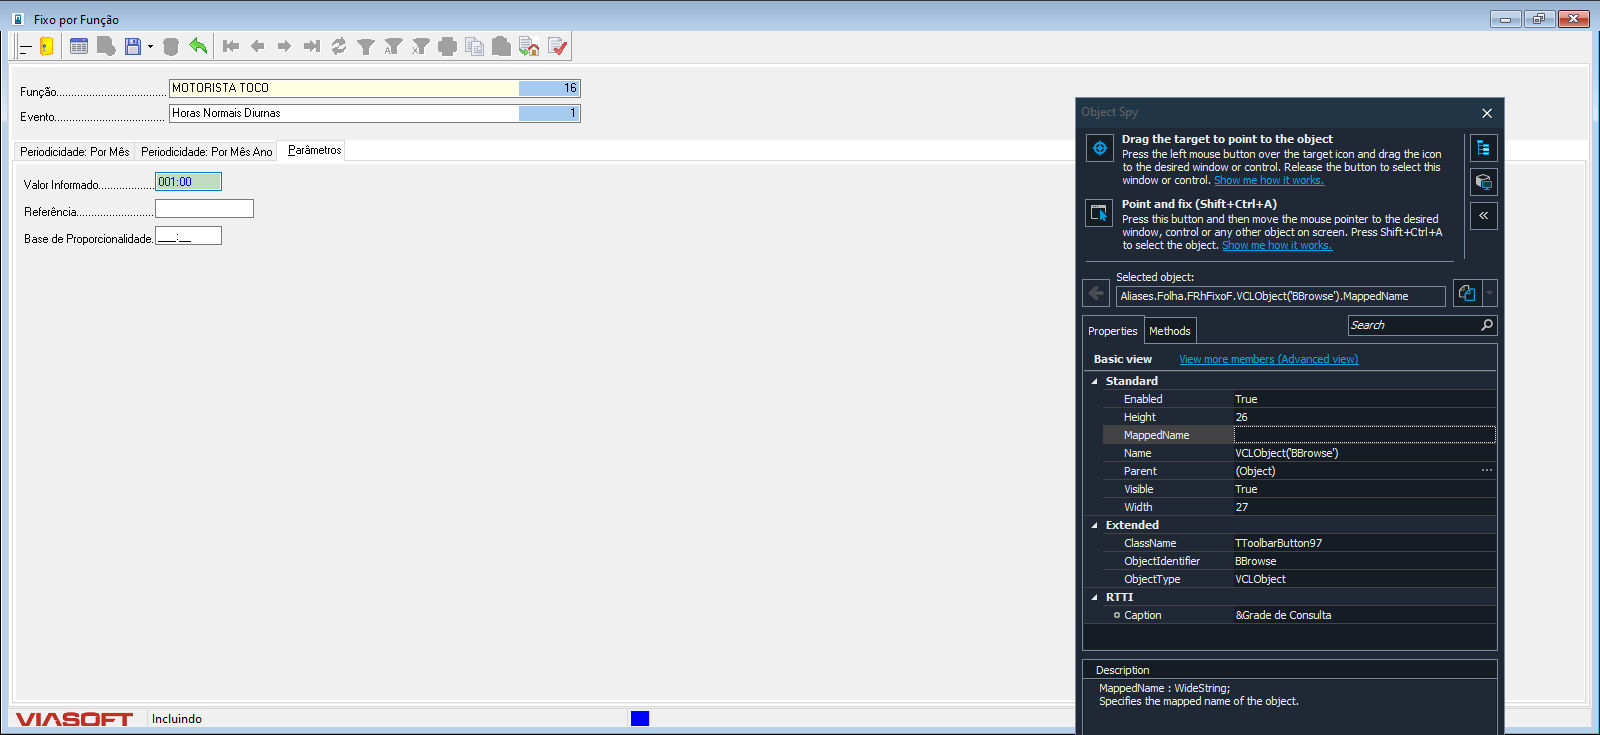 Fixo por Função
Função
MOTORISTA TOCO
16
Evento
Horas Normais Diurnas
1
Periodicidade: Por Mês
Periodicidade: Por Mês Ano
Parâmetros
Valor Informado
001:00
Referência
Base de Proporcionalidade
___:__
VIASOFT
Incluindo
Object Spy
Drag the target to point to the object
Press the left mouse button over the target icon and drag the icon
to the desired window or control. Release the button to select this
window or control. Show me how it works.
Point and fix (Shift+Ctrl+A)
Press this button and then move the mouse pointer to the desired
window, control or any other object on screen. Press Shift+Ctrl+A
to select the object. Show me how it works.
Selected object:
Aliases.Folha.FRhFixoF.VCLObject('BBrowse').MappedName
Properties
Methods
Search
Basic view
View more members (Advanced view)
Standard
Enabled True
Height 26
MappedName
Name VCLObject('BBrowse')
Parent (Object) ...
Visible True
Width 27
Extended
ClassName TToolbarButton97
ObjectIdentifier BBrowse
ObjectType VCLObject
RTTI
Caption &Grade de Consulta
Description
MappedName : WideString;
Specifies the mapped name of the object.